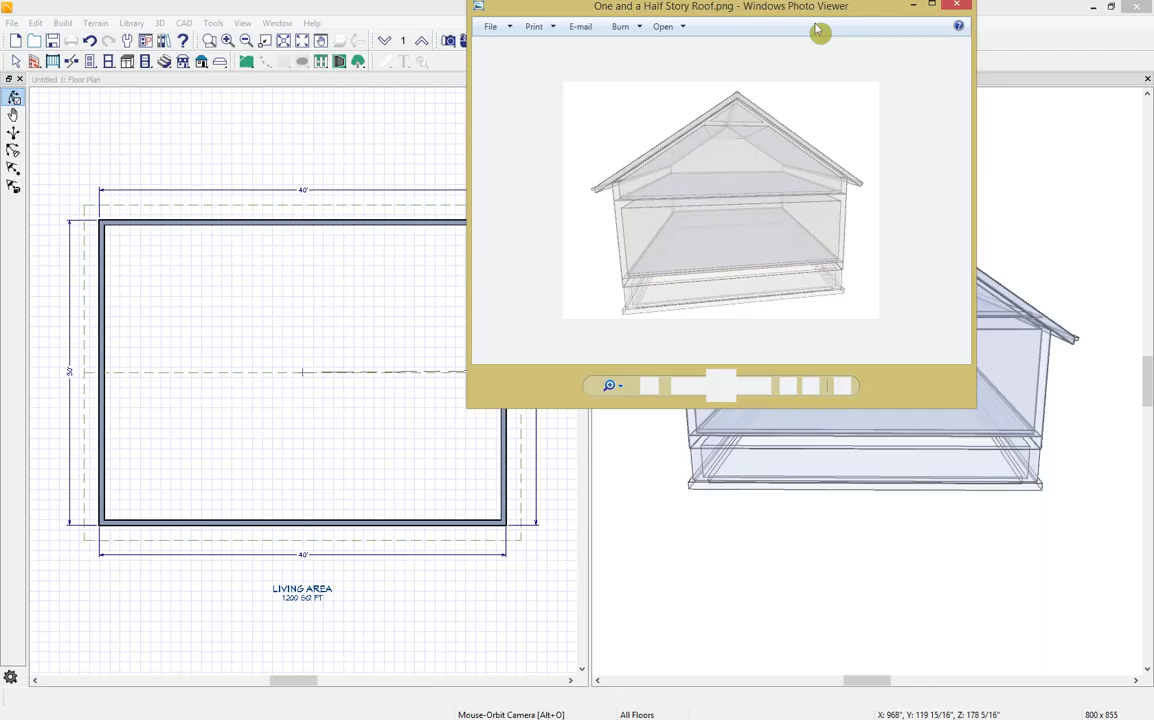 One and a Half Story Roof.png - Windows Photo Viewer
File Edit Build Terrain Library 3D CAD Tools View Window Help
File Print E-mail Burn Open
1
Untitled 1: Floor Plan
40'
30'
40'
LIVING AREA
1200 SQ FT
Mouse-Orbit Camera [Alt+O] All Floors X: 968", Y: 119 15/16", Z: 178 5/16" 800 x 855